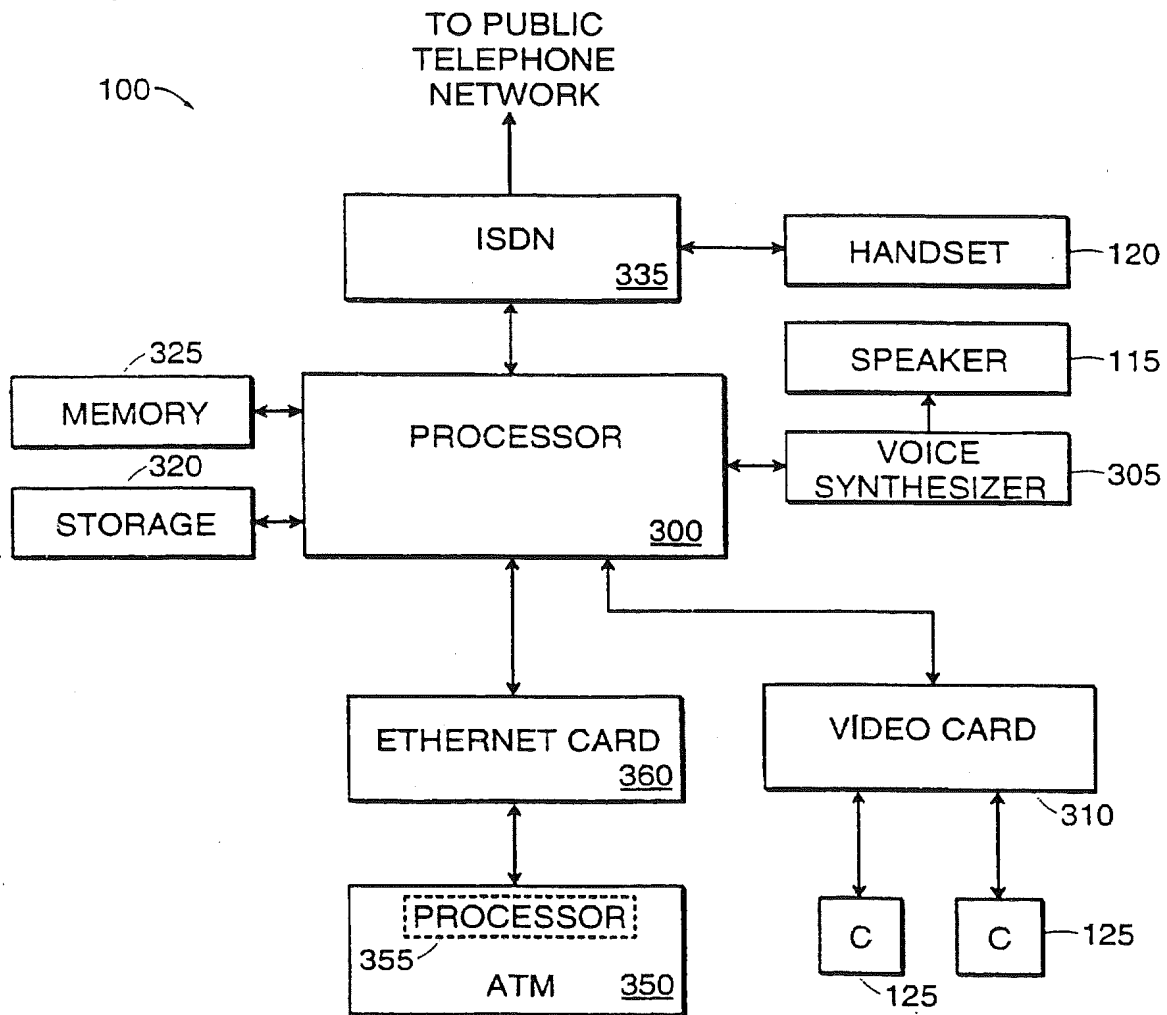 TO PUBLIC
TELEPHONE
NETWORK
100
ISDN
335
HANDSET
120
SPEAKER
115
325
MEMORY
PROCESSOR
300
VOICE
SYNTHESIZER
305
320
STORAGE
ETHERNET CARD
360
VIDEO CARD
310
PROCESSOR
355
ATM
350
C
125
C
125